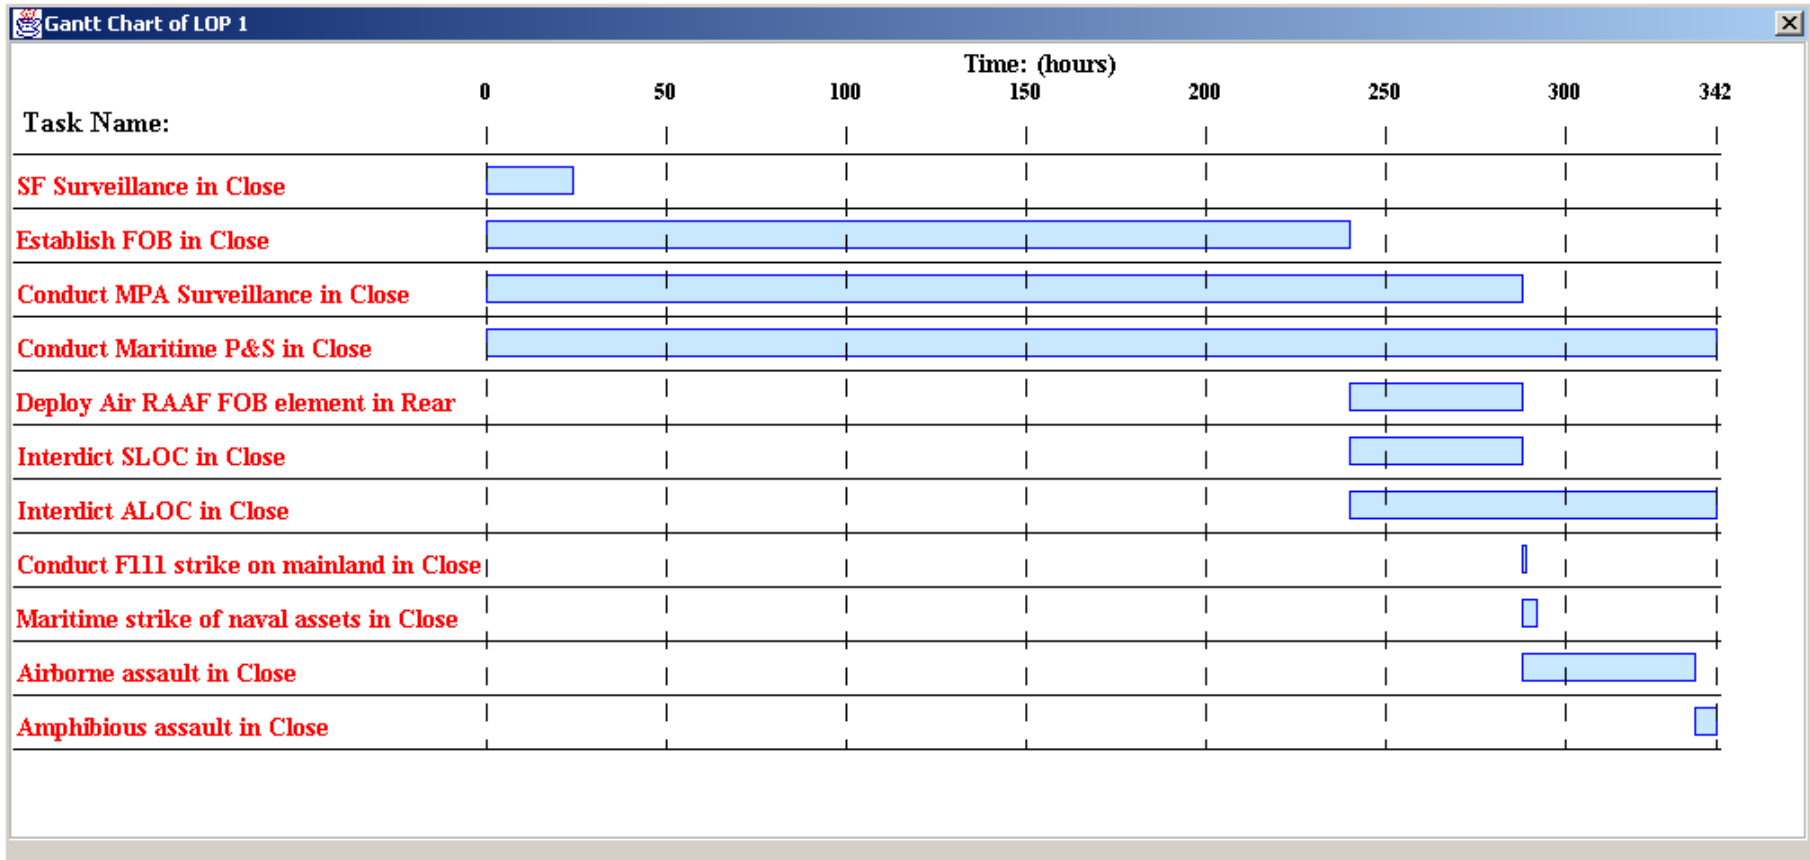 Gantt Chart of LOP 1
Time: (hours)
0 50 100 150 200 250 300 342
Task Name:
SF Surveillance in Close
Establish FOB in Close
Conduct MPA Surveillance in Close
Conduct Maritime P&S in Close
Deploy Air RAAF FOB element in Rear
Interdict SLOC in Close
Interdict ALOC in Close
Conduct F111 strike on mainland in Close
Maritime strike of naval assets in Close
Airborne assault in Close
Amphibious assault in Close